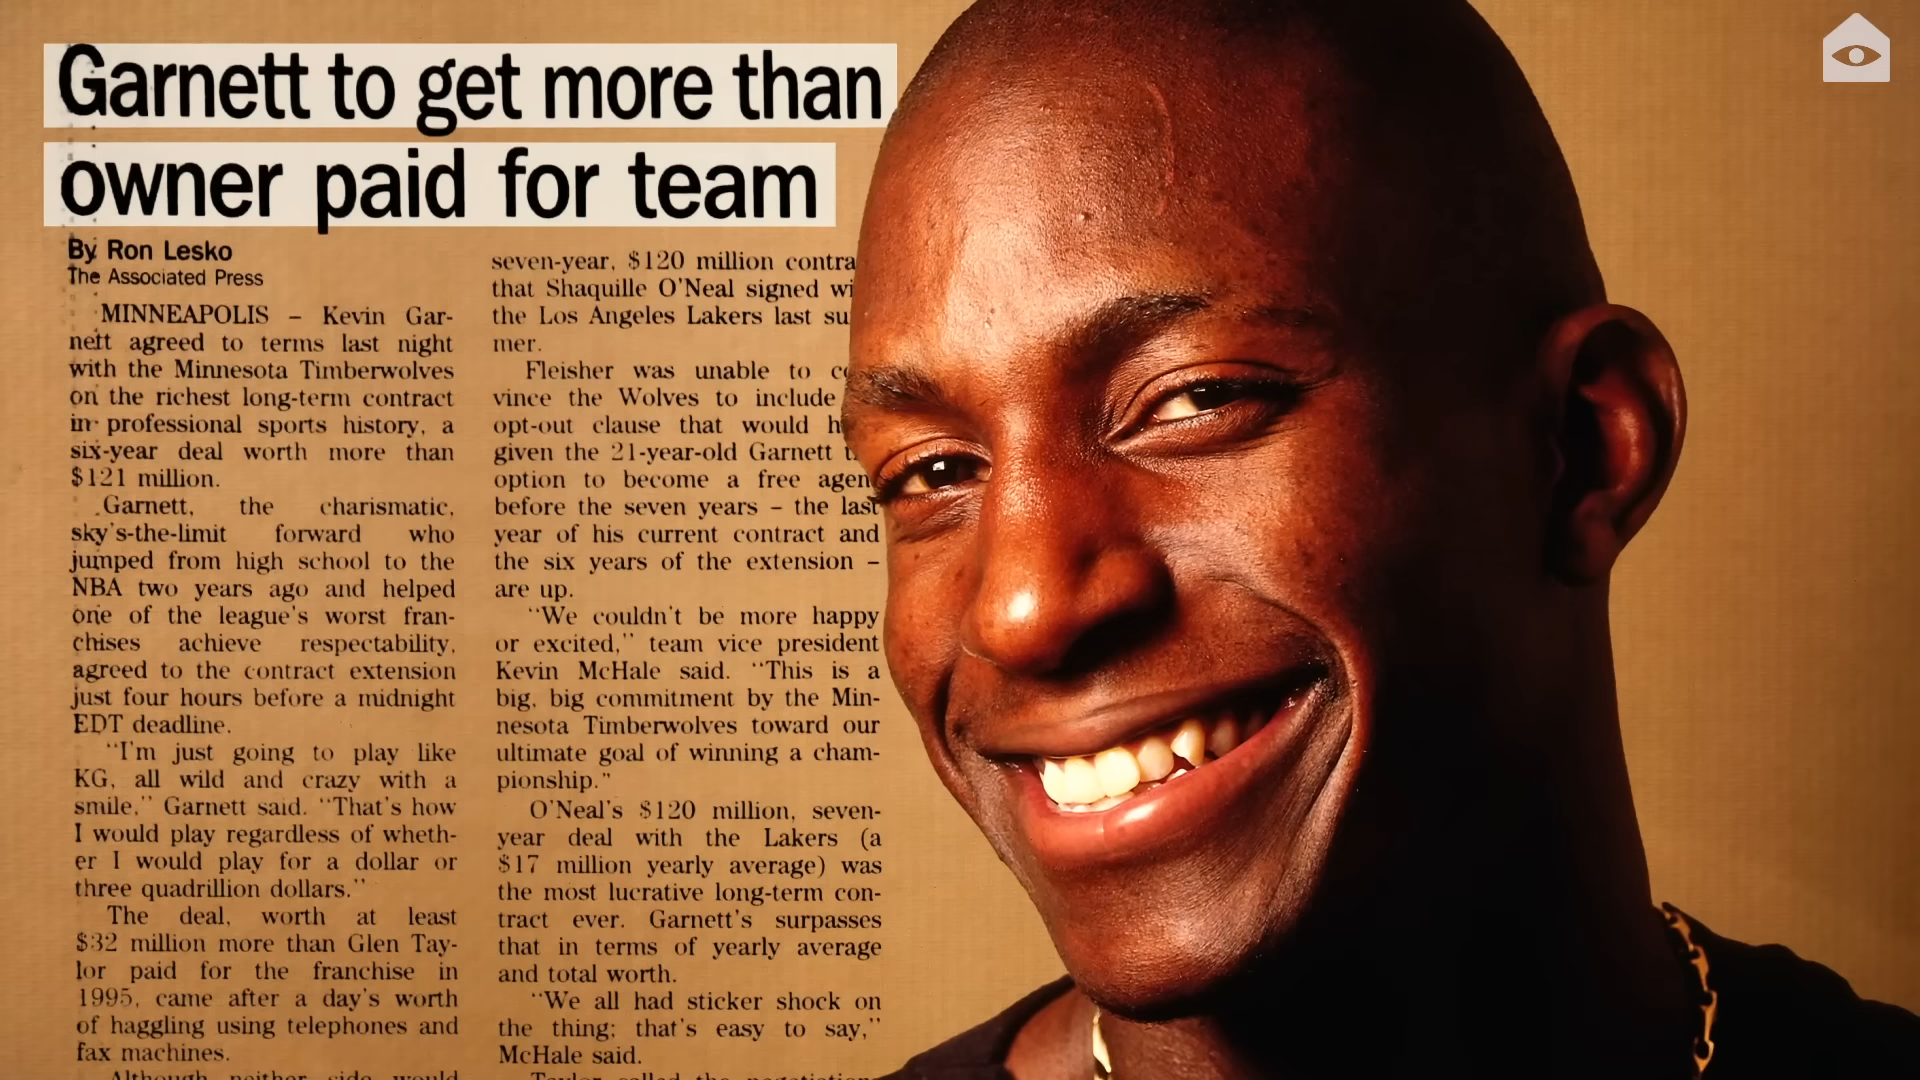 Garnett to get more than
owner paid for team
By Ron Lesko
The Associated Press
MINNEAPOLIS – Kevin Gar-
nett agreed to terms last night
with the Minnesota Timberwolves
on the richest long-term contract
in professional sports history, a
six-year deal worth more than
$121 million.
Garnett, the charismatic,
sky's-the-limit forward who
jumped from high school to the
NBA two years ago and helped
one of the league's worst fran-
chises achieve respectability,
agreed to the contract extension
just four hours before a midnight
EDT deadline.
"I'm just going to play like
KG, all wild and crazy with a
smile," Garnett said. "That's how
I would play regardless of wheth-
er I would play for a dollar or
three quadrillion dollars."
The deal, worth at least
$32 million more than Glen Tay-
lor paid for the franchise in
1995, came after a day's worth
of haggling using telephones and
fax machines.
Although neither side would
seven-year, $120 million contra
that Shaquille O'Neal signed wi
the Los Angeles Lakers last su
mer.
Fleisher was unable to c
vince the Wolves to include
opt-out clause that would h
given the 21-year-old Garnett
option to become a free agen
before the seven years – the last
year of his current contract and
the six years of the extension –
are up.
"We couldn't be more happy
or excited," team vice president
Kevin McHale said. "This is a
big, big commitment by the Min-
nesota Timberwolves toward our
ultimate goal of winning a cham-
pionship."
O'Neal's $120 million, seven-
year deal with the Lakers (a
$17 million yearly average) was
the most lucrative long-term con-
tract ever. Garnett's surpasses
that in terms of yearly average
and total worth.
"We all had sticker shock on
the thing; that's easy to say,"
McHale said.
Taylor called the negotiations